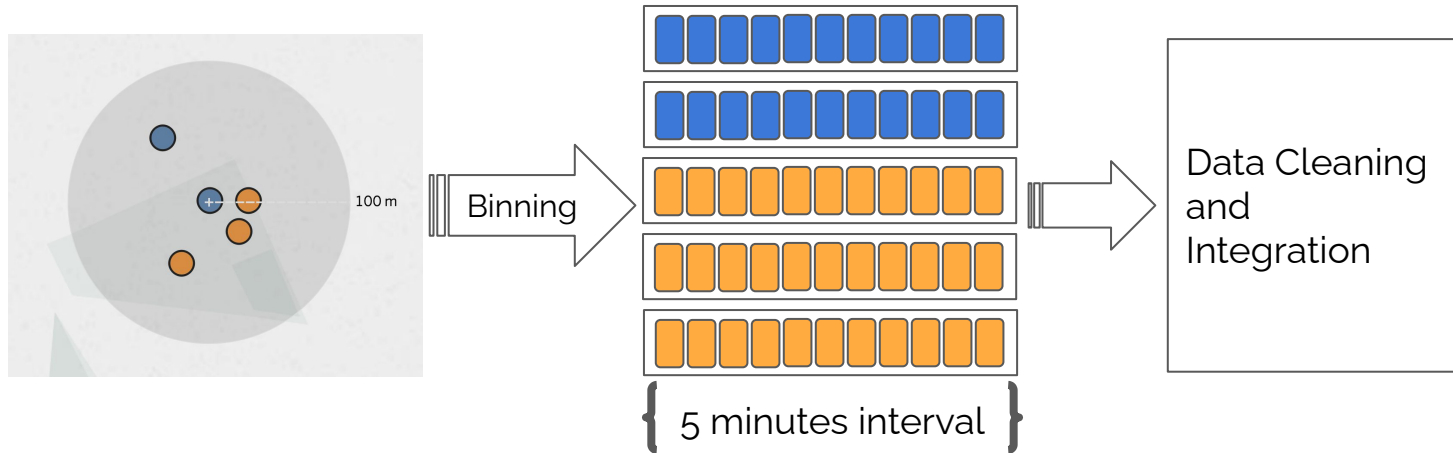 100 m
Binning
5 minutes interval
Data Cleaning
and
Integration